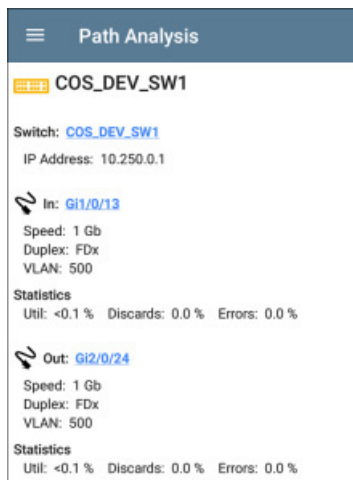 Path Analysis
COS_DEV_SW1
Switch: COS_DEV_SW1
IP Address: 10.250.0.1
In: Gi1/0/13
Speed: 1 Gb
Duplex: FDx
VLAN: 500
Statistics
Util: <0.1 % Discards: 0.0 % Errors: 0.0 %
Out: Gi2/0/24
Speed: 1 Gb
Duplex: FDx
VLAN: 500
Statistics
Util: <0.1 % Discards: 0.0 % Errors: 0.0 %